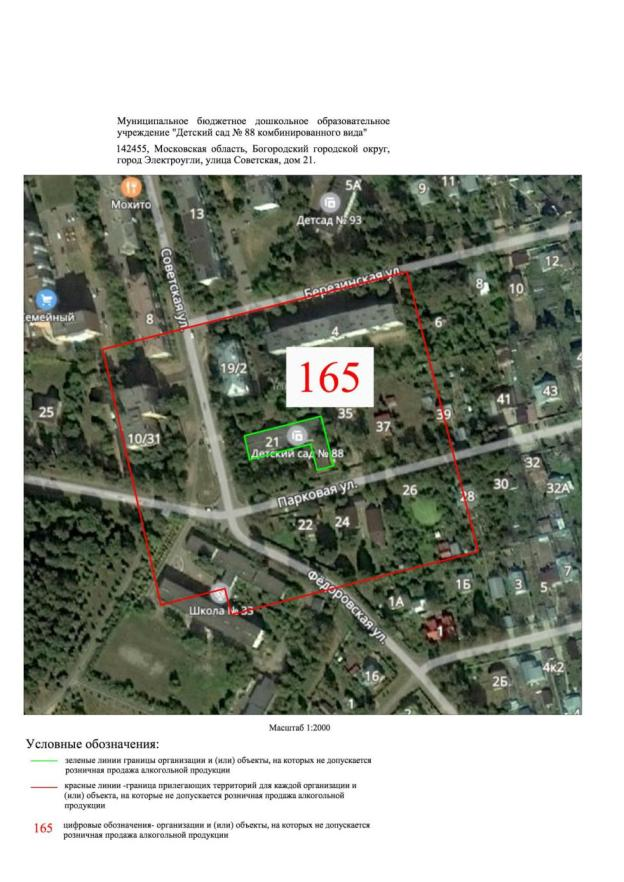 Муниципальное бюджетное дошкольное образовательное
учреждение "Детский сад № 88 комбинированного вида"
142455, Московская область, Богородский городской округ,
город Электроугли, улица Советская, дом 21.
Мохито
5А
9
11
13
Детсад № 93
Советская ул.
12
Березинская ул.
8
10
емейный
8
4
6
19/2
165
43
41
25
35
39
37
10/31
21
Детский сад № 88
32
30
32А
Парковая ул.
26
28
22
24
7
Фёдоровская ул.
1Б
3
5
Школа № 33
1А
1
4к2
16
2Б
1
1
Масштаб 1:2000
Условные обозначения:
зеленые линии границы организации и (или) объекты, на которых не допускается
розничная продажа алкогольной продукции
красные линии -граница прилегающих территорий для каждой организации и
(или) объекта, на которые не допускается розничная продажа алкогольной
продукции
165
цифровые обозначения- организации и (или) объекты, на которых не допускается
розничная продажа алкогольной продукции